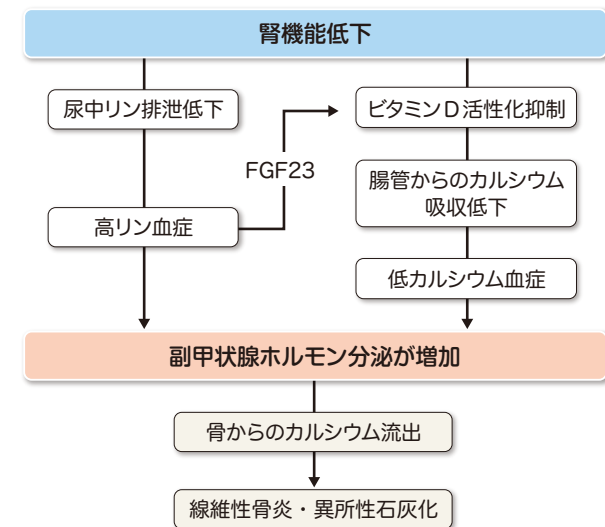 腎機能低下
尿中リン排泄低下
ビタミンD活性化抑制
FGF23
腸管からのカルシウム
吸収低下
高リン血症
低カルシウム血症
副甲状腺ホルモン分泌が増加
骨からのカルシウム流出
線維性骨炎・異所性石灰化